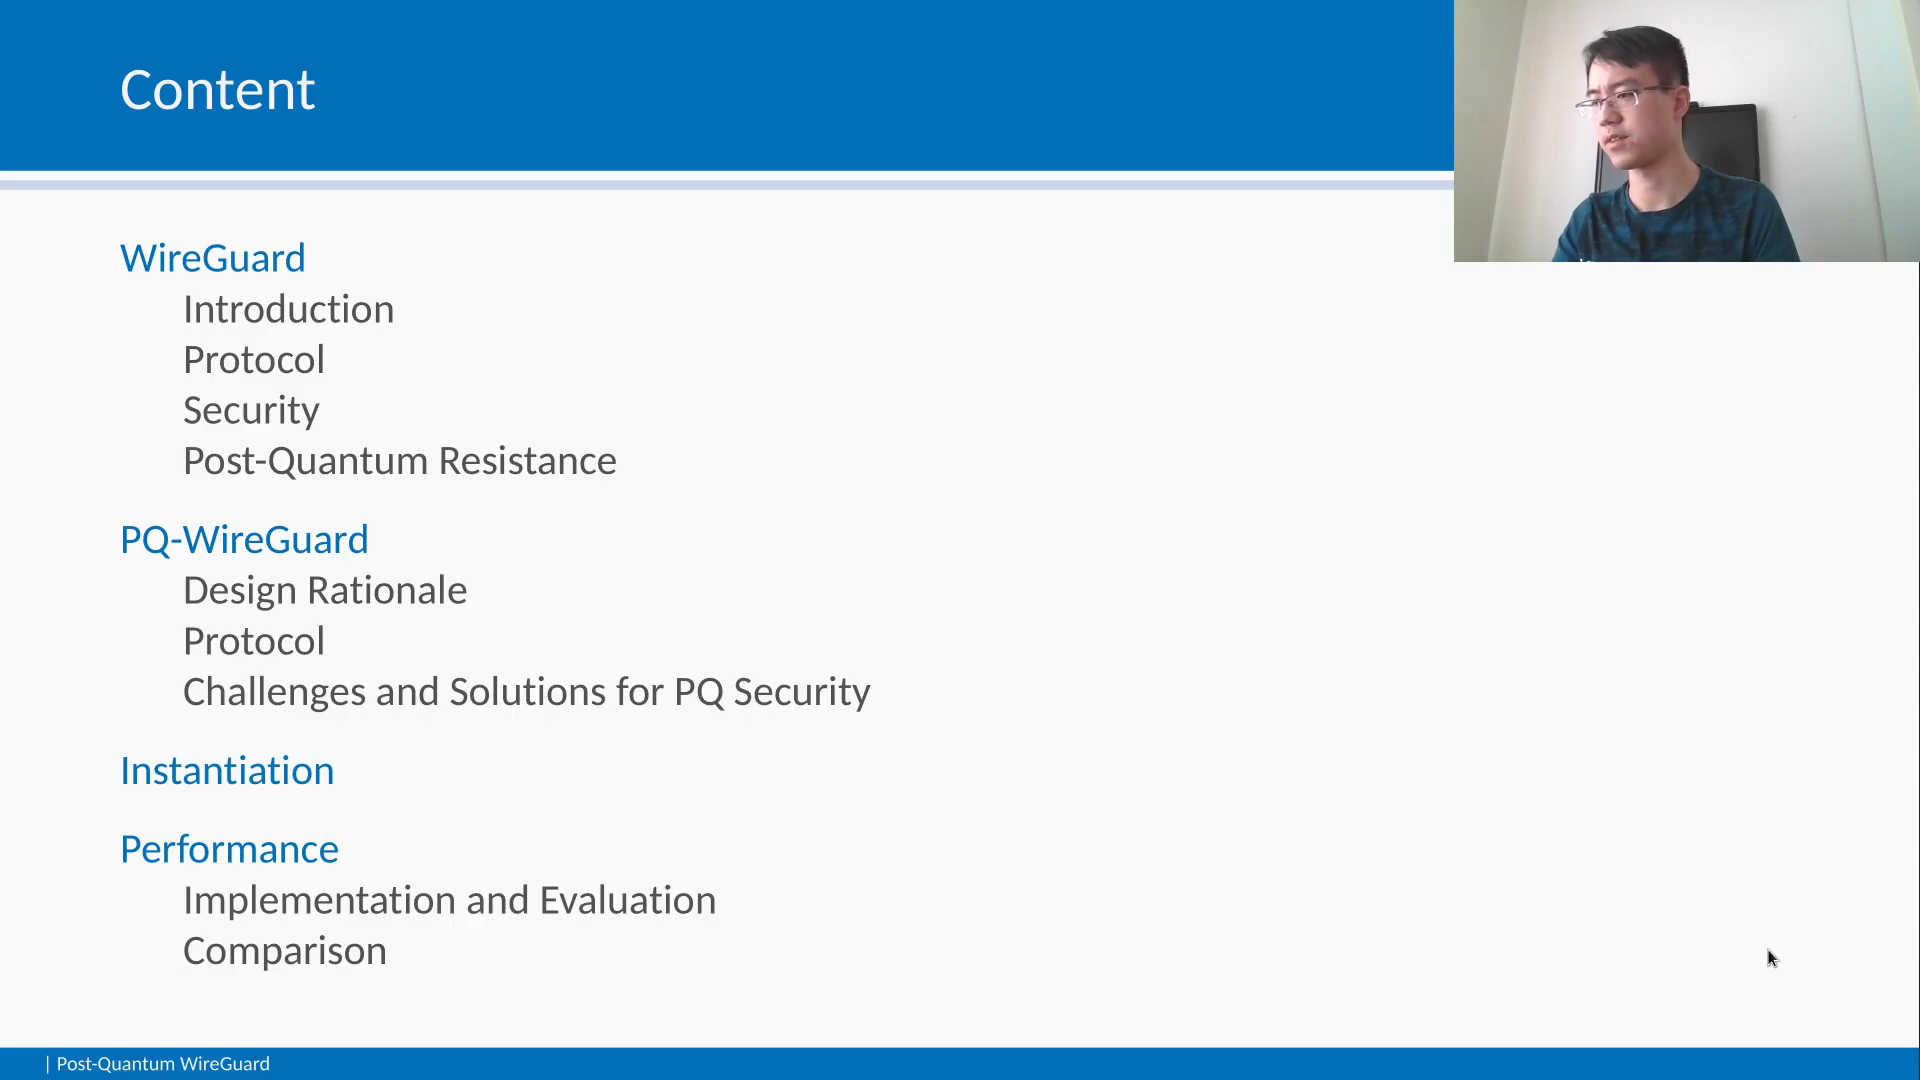 Content
WireGuard
Introduction
Protocol
Security
Post-Quantum Resistance
PQ-WireGuard
Design Rationale
Protocol
Challenges and Solutions for PQ Security
Instantiation
Performance
Implementation and Evaluation
Comparison
| Post-Quantum WireGuard